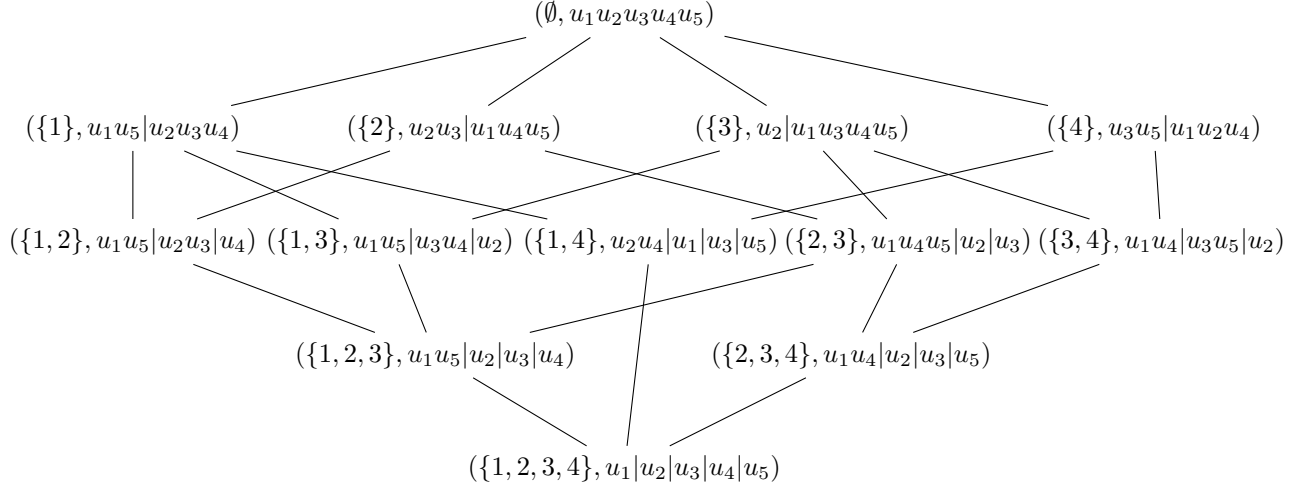 (∅, u₁u₂u₃u₄u₅)
({1}, u₁u₅|u₂u₃u₄) ({2}, u₂u₃|u₁u₄u₅) ({3}, u₂|u₁u₃u₄u₅) ({4}, u₃u₅|u₁u₂u₄)
({1, 2}, u₁u₅|u₂u₃|u₄) ({1, 3}, u₁u₅|u₃u₄|u₂) ({1, 4}, u₂u₄|u₁|u₃|u₅) ({2, 3}, u₁u₄u₅|u₂|u₃) ({3, 4}, u₁u₄|u₃u₅|u₂)
({1, 2, 3}, u₁u₅|u₂|u₃|u₄) ({2, 3, 4}, u₁u₄|u₂|u₃|u₅)
({1, 2, 3, 4}, u₁|u₂|u₃|u₄|u₅)